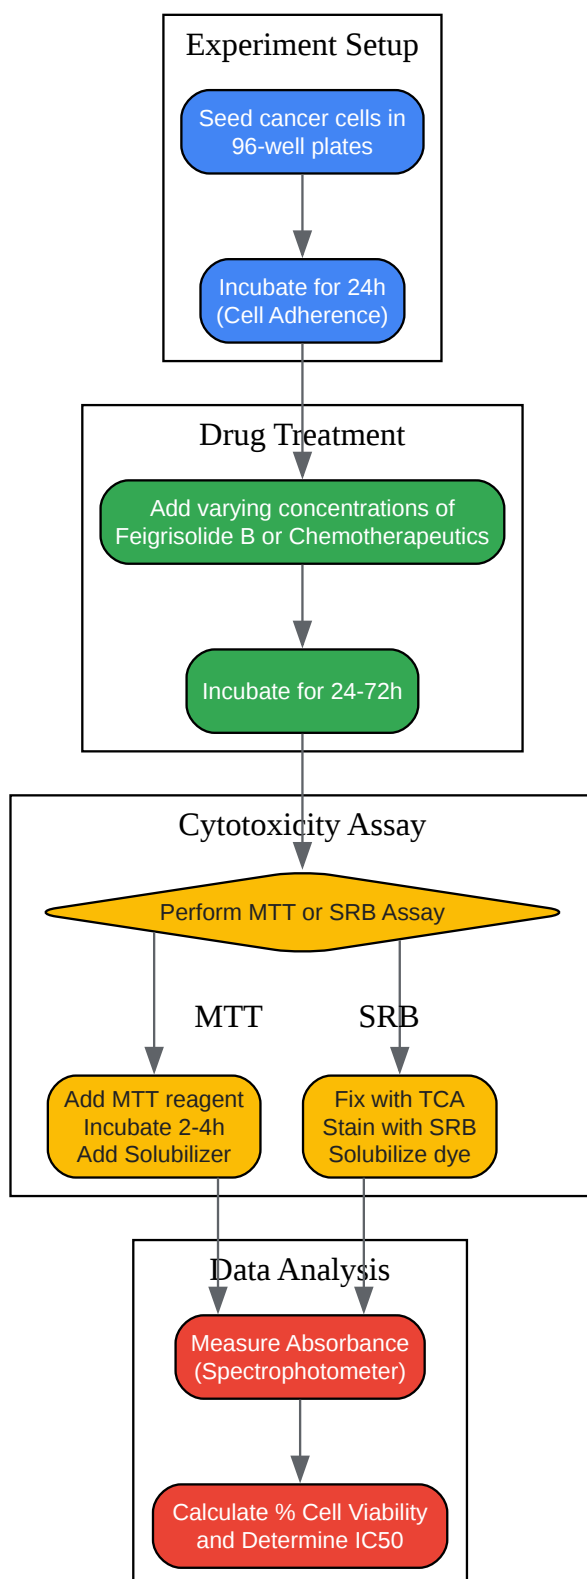 Experiment Setup
Seed cancer cells in
96-well plates
Incubate for 24h
(Cell Adherence)
Drug Treatment
Add varying concentrations of
Feigrisolide B or Chemotherapeutics
Incubate for 24-72h
Cytotoxicity Assay
Perform MTT or SRB Assay
MTT
SRB
Add MTT reagent
Incubate 2-4h
Add Solubilizer
Fix with TCA
Stain with SRB
Solubilize dye
Data Analysis
Measure Absorbance
(Spectrophotometer)
Calculate % Cell Viability
and Determine IC50